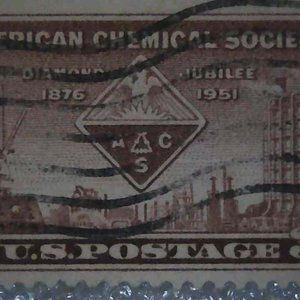 ERICAN CHEMICAL SOCIE
DIAMOND JUBILEE
1876 1951
A C
S
U.S.POSTAGE